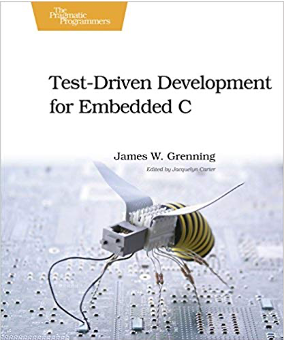 The
Pragmatic
Programmers
Test-Driven Development
for Embedded C
James W. Grenning
Edited by Jacquelyn Carter